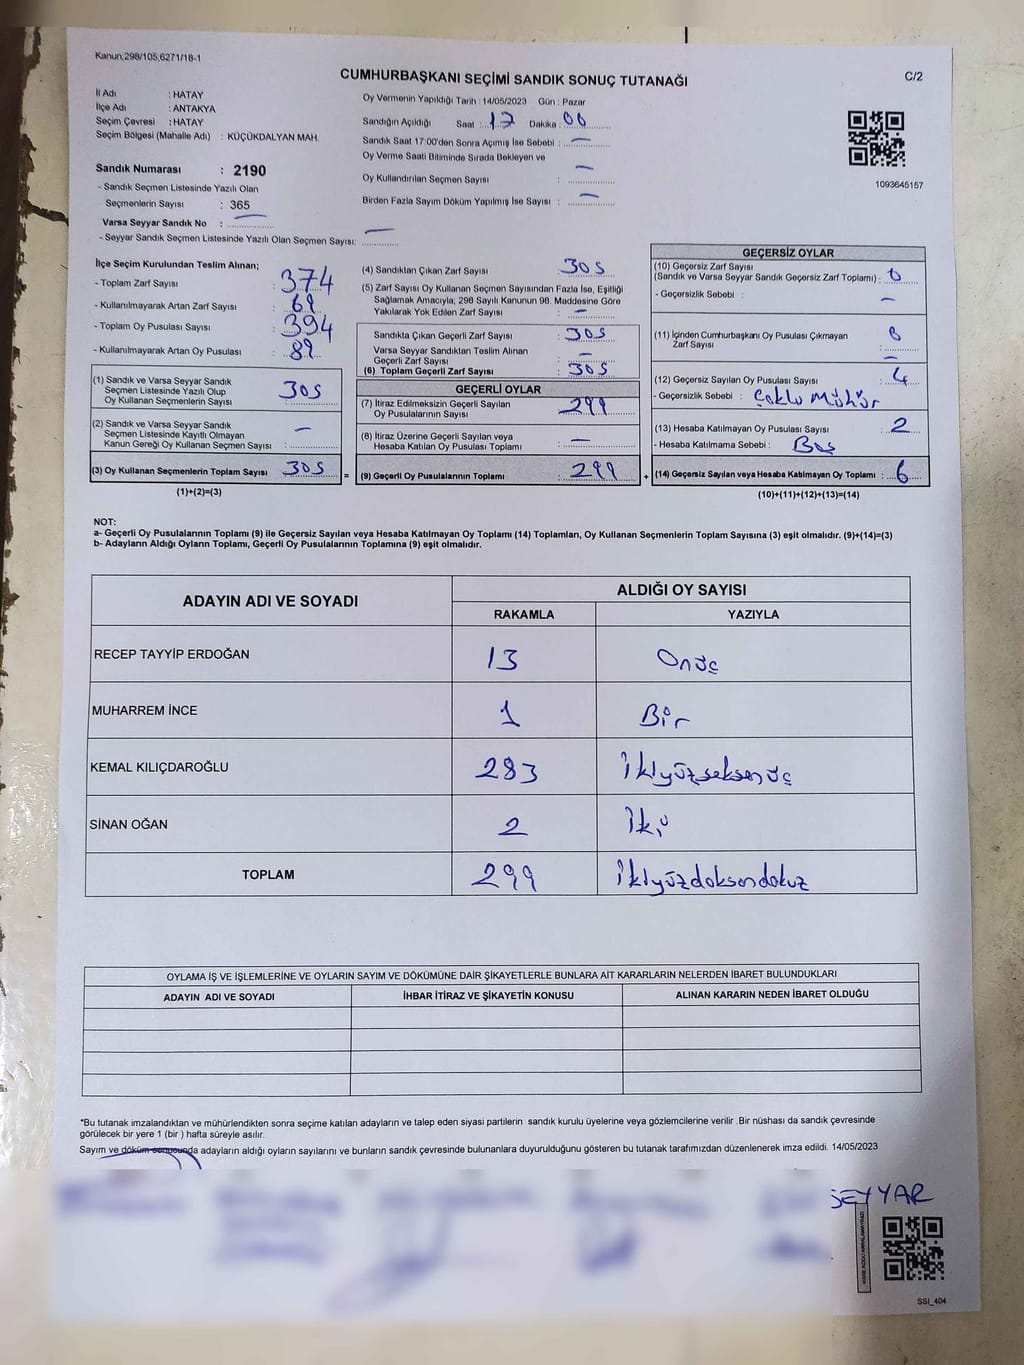 Kanun;298/105,6271/18-1
CUMHURBAŞKANI SEÇİMİ SANDIK SONUÇ TUTANAĞI
C/2
İl Adı : HATAY
İlçe Adı : ANTAKYA
Seçim Çevresi : HATAY
Seçim Bölgesi (Mahalle Adı) : KÜÇÜKDALYAN MAH.
Sandık Numarası : 2190
- Sandık Seçmen Listesinde Yazılı Olan
Seçmenlerin Sayısı : 365
Varsa Seyyar Sandık No : —
- Seyyar Sandık Seçmen Listesinde Yazılı Olan Seçmen Sayısı: —
Oy Vermenin Yapıldığı Tarih : 14/05/2023 Gün : Pazar
Sandığın Açıldığı Saat : 17 Dakika : 00
Sandık Saat 17:00'den Sonra Açımış İse Sebebi : —
Oy Verme Saati Bitiminde Sırada Bekleyen ve —
Oy Kullandırılan Seçmen Sayısı :
Birden Fazla Sayım Döküm Yapılmış İse Sayısı : —
1093645157
İlçe Seçim Kurulundan Teslim Alınan;
- Toplam Zarf Sayısı : 374
- Kullanılmayarak Artan Zarf Sayısı : 69
- Toplam Oy Pusulası Sayısı : 394
- Kullanılmayarak Artan Oy Pusulası : 89
(1) Sandık ve Varsa Seyyar Sandık
Seçmen Listesinde Yazılı Olup
Oy Kullanan Seçmenlerin Sayısı : 305
(2) Sandık ve Varsa Seyyar Sandık
Seçmen Listesinde Kayıtlı Olmayan
Kanun Gereği Oy Kullanan Seçmen Sayısı : —
(3) Oy Kullanan Seçmenlerin Toplam Sayısı : 305 =
(1)+(2)=(3)
(4) Sandıktan Çıkan Zarf Sayısı : 305
(5) Zarf Sayısı Oy Kullanan Seçmen Sayısından Fazla İse, Eşitliği
Sağlamak Amacıyla; 298 Sayılı Kanunun 98. Maddesine Göre
Yakılarak Yok Edilen Zarf Sayısı : —
Sandıkla Çıkan Geçerli Zarf Sayısı : 305
Varsa Seyyar Sandıktan Teslim Alınan
Geçerli Zarf Sayısı : —
(6) Toplam Geçerli Zarf Sayısı : 305
GEÇERLİ OYLAR
(7) İtiraz Edilmeksizin Geçerli Sayılan
Oy Pusulalarının Sayısı : 299
(8) İtiraz Üzerine Geçerli Sayılan veya
Hesaba Katılan Oy Pusulaları Toplamı : —
(9) Geçerli Oy Pusulalarının Toplamı : 299 +
GEÇERSİZ OYLAR
(10) Geçersiz Zarf Sayısı
(Sandık ve Varsa Seyyar Sandık Geçersiz Zarf Toplamı) : 0
- Geçersizlik Sebebi : —
(11) İçinden Cumhurbaşkanı Oy Pusulası Çıkmayan
Zarf Sayısı : 0
—
(12) Geçersiz Sayılan Oy Pusulası Sayısı : 4
- Geçersizlik Sebebi : Çoklu Mühür
(13) Hesaba Katılmayan Oy Pusulası Sayısı : 2
- Hesaba Katılmama Sebebi : Boş
(14) Geçersiz Sayılan veya Hesaba Katılmayan Oy Toplamı : 6
(10)+(11)+(12)+(13)=(14)
NOT:
a- Geçerli Oy Pusulalarının Toplamı (9) ile Geçersiz Sayılan veya Hesaba Katılmayan Oy Toplamı (14) Toplamları, Oy Kullanan Seçmenlerin Toplam Sayısına (3) eşit olmalıdır. (9)+(14)=(3)
b- Adayların Aldığı Oyların Toplamı, Geçerli Oy Pusulalarının Toplamına (9) eşit olmalıdır.
ADAYIN ADI VE SOYADI
ALDIĞI OY SAYISI
RAKAMLA YAZIYLA
RECEP TAYYİP ERDOĞAN 13 Onüç
MUHARREM İNCE 1 Bir
KEMAL KILIÇDAROĞLU 283 İkiyüzseksenüç
SİNAN OĞAN 2 İki
TOPLAM 299 İkiyüzdoksandokuz
OYLAMA İŞ VE İŞLEMLERİNE VE OYLARIN SAYIM VE DÖKÜMÜNE DAİR ŞİKAYETLERLE BUNLARA AİT KARARLARIN NELERDEN İBARET BULUNDUKLARI
ADAYIN ADI VE SOYADI İHBAR İTİRAZ VE ŞİKAYETİN KONUSU ALINAN KARARIN NEDEN İBARET OLDUĞU
*Bu tutanak imzalandıktan ve mühürlendikten sonra seçime katılan adayların ve talep eden siyasi partilerin sandık kurulu üyelerine veya gözlemcilerine verilir .Bir nüshası da sandık çevresinde
görülecek bir yere 1 (bir ) hafta süreyle asılır.
Sayım ve döküm sonusunda adayların aldığı oyların sayılarını ve bunların sandık çevresinde bulunanlara duyurulduğunu gösteren bu tutanak tarafımızdan düzenlenerek imza edildi. 14/05/2023
SEYYAR
SSİ_404